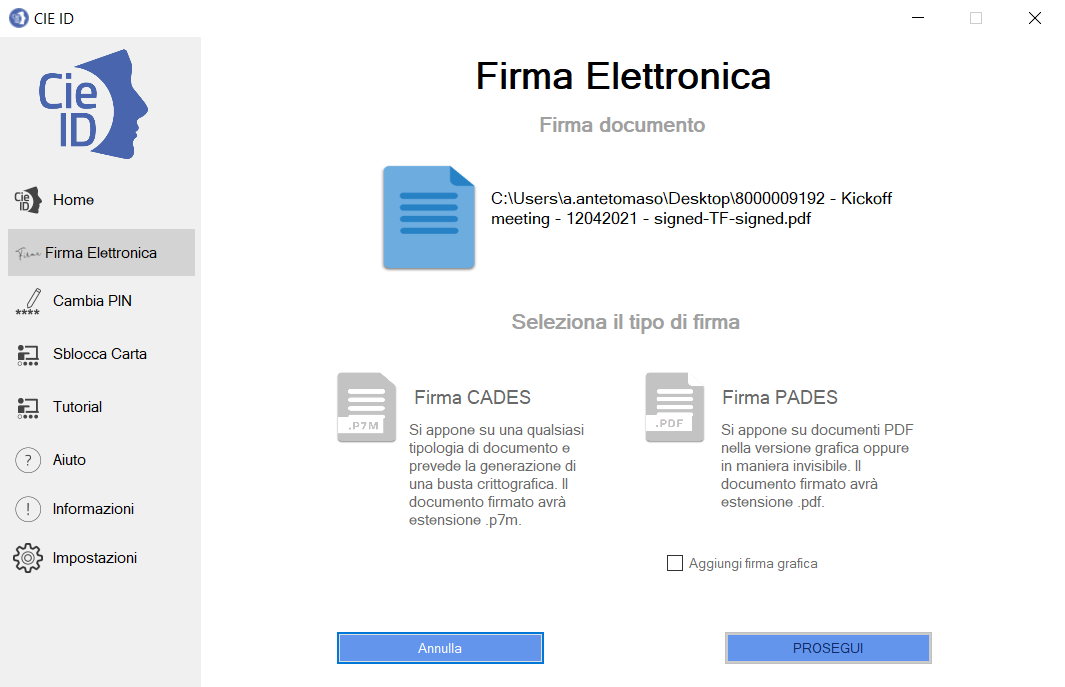 CIE ID
Cie
ID
Home
Firma Elettronica
Cambia PIN
Sblocca Carta
Tutorial
Aiuto
Informazioni
Impostazioni
Firma Elettronica
Firma documento
C:\Users\a.antetomaso\Desktop\8000009192 - Kickoff
meeting - 12042021 - signed-TF-signed.pdf
Seleziona il tipo di firma
.P7M
Firma CADES
Si appone su una qualsiasi
tipologia di documento e
prevede la generazione di
una busta crittografica. Il
documento firmato avrà
estensione .p7m.
.PDF
Firma PADES
Si appone su documenti PDF
nella versione grafica oppure
in maniera invisibile. Il
documento firmato avrà
estensione .pdf.
Aggiungi firma grafica
Annulla
PROSEGUI